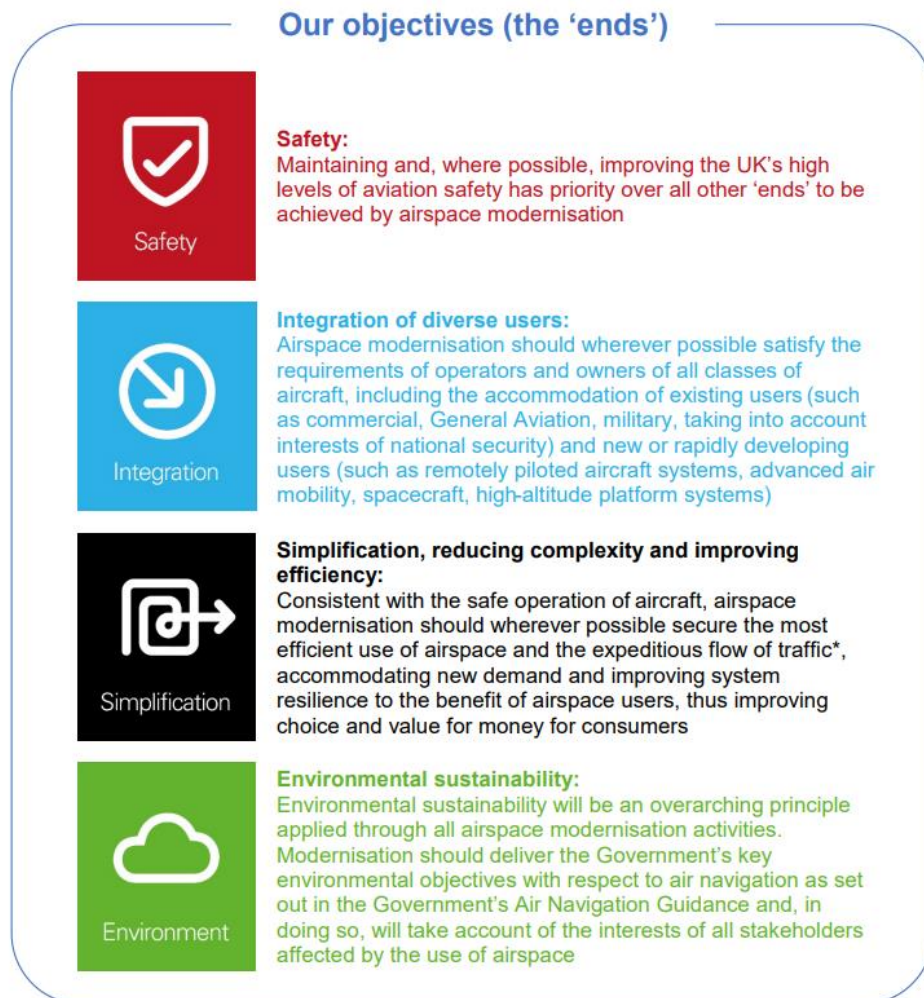 Our objectives (the ‘ends’)
Safety
Safety:
Maintaining and, where possible, improving the UK’s high
levels of aviation safety has priority over all other ‘ends’ to be
achieved by airspace modernisation
Integration
Integration of diverse users:
Airspace modernisation should wherever possible satisfy the
requirements of operators and owners of all classes of
aircraft, including the accommodation of existing users (such
as commercial, General Aviation, military, taking into account
interests of national security) and new or rapidly developing
users (such as remotely piloted aircraft systems, advanced air
mobility, spacecraft, high-altitude platform systems)
Simplification
Simplification, reducing complexity and improving
efficiency:
Consistent with the safe operation of aircraft, airspace
modernisation should wherever possible secure the most
efficient use of airspace and the expeditious flow of traffic*,
accommodating new demand and improving system
resilience to the benefit of airspace users, thus improving
choice and value for money for consumers
Environment
Environmental sustainability:
Environmental sustainability will be an overarching principle
applied through all airspace modernisation activities.
Modernisation should deliver the Government’s key
environmental objectives with respect to air navigation as set
out in the Government’s Air Navigation Guidance and, in
doing so, will take account of the interests of all stakeholders
affected by the use of airspace